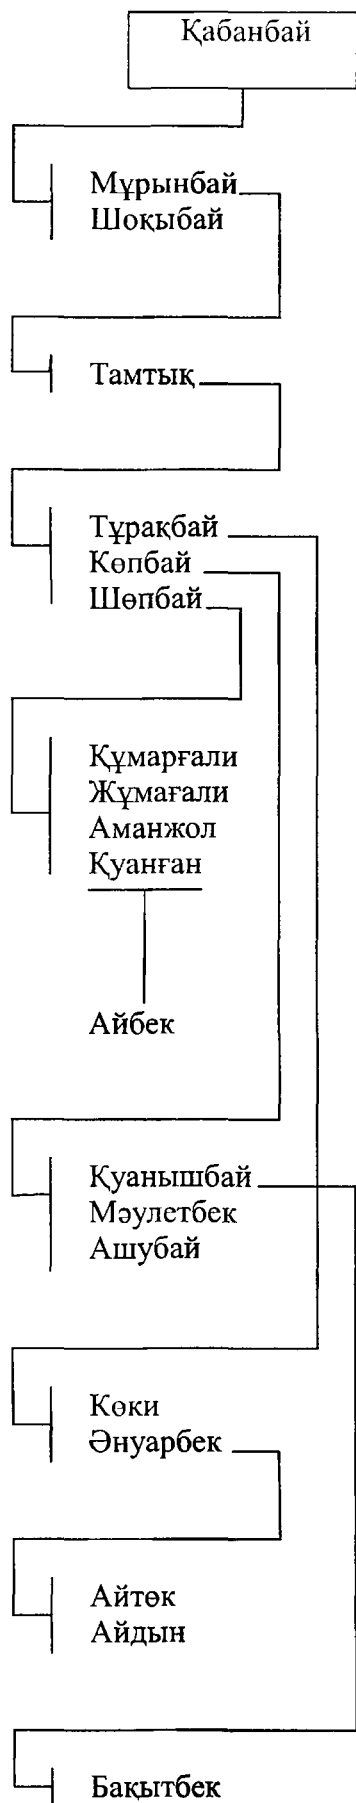 Қабанбай
Мұрынбай
Шоқыбай
Тамтық
Тұрақбай
Көпбай
Шөпбай
Құмарғали
Жұмағали
Аманжол
Қуанған
Айбек
Қуанышбай
Мәулетбек
Ашубай
Көки
Әнуарбек
Айтөк
Айдын
Бақытбек